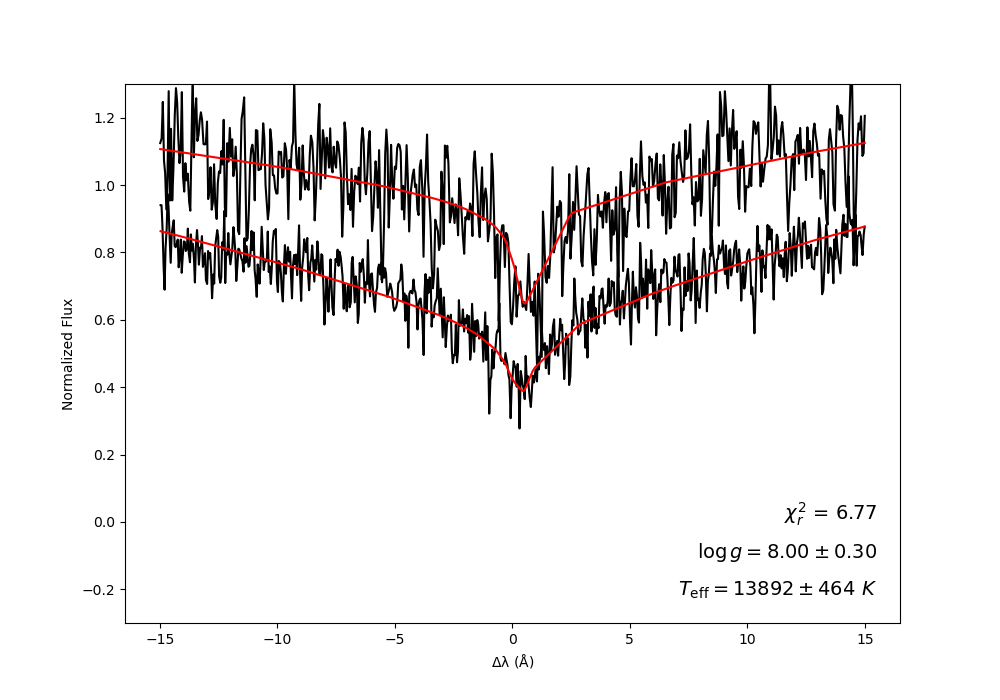 1.2
1.0
0.8
0.6
0.4
0.2
0.0
−0.2
Normalized Flux
χ²ᵣ = 6.77
log g = 8.00 ± 0.30
T_eff = 13892 ± 464 K
−15 −10 −5 0 5 10 15
Δλ (Å)